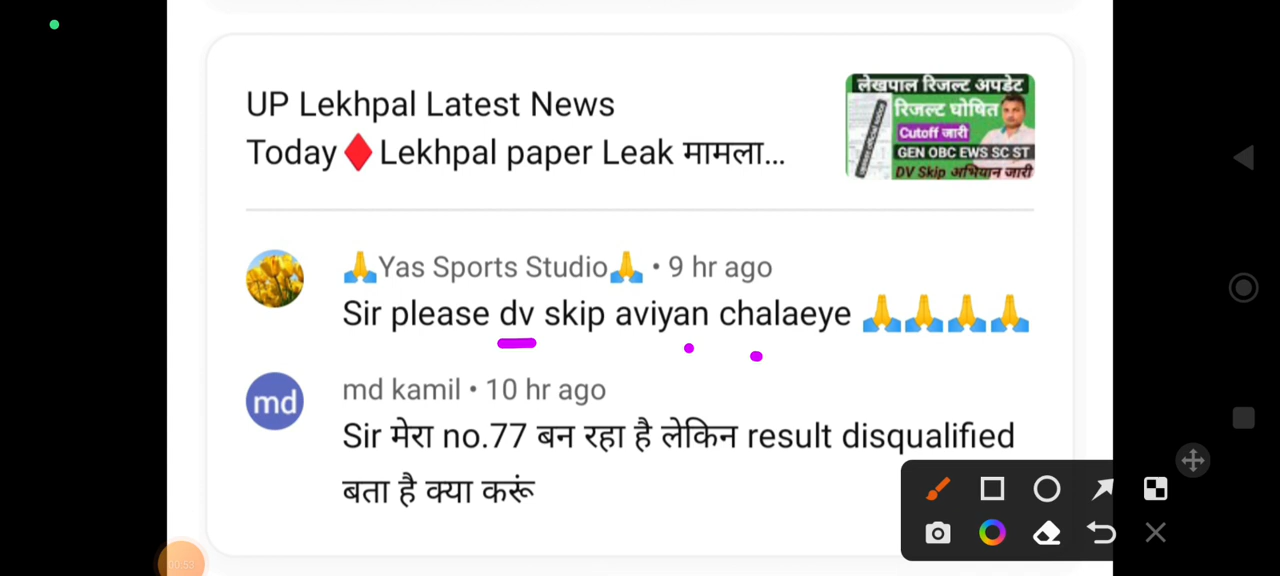 UP Lekhpal Latest News
Today♦️Lekhpal paper Leak मामला...
लेखपाल रिजल्ट अपडेट
रिजल्ट घोषित
Cutoff जारी
GEN OBC EWS SC ST
DV Skip अभियान जारी
🙏Yas Sports Studio🙏 • 9 hr ago
Sir please dv skip aviyan chalaeye 🙏🙏🙏🙏
md
md kamil • 10 hr ago
Sir मेरा no.77 बन रहा है लेकिन result disqualified
बता है क्या करूं
00:53